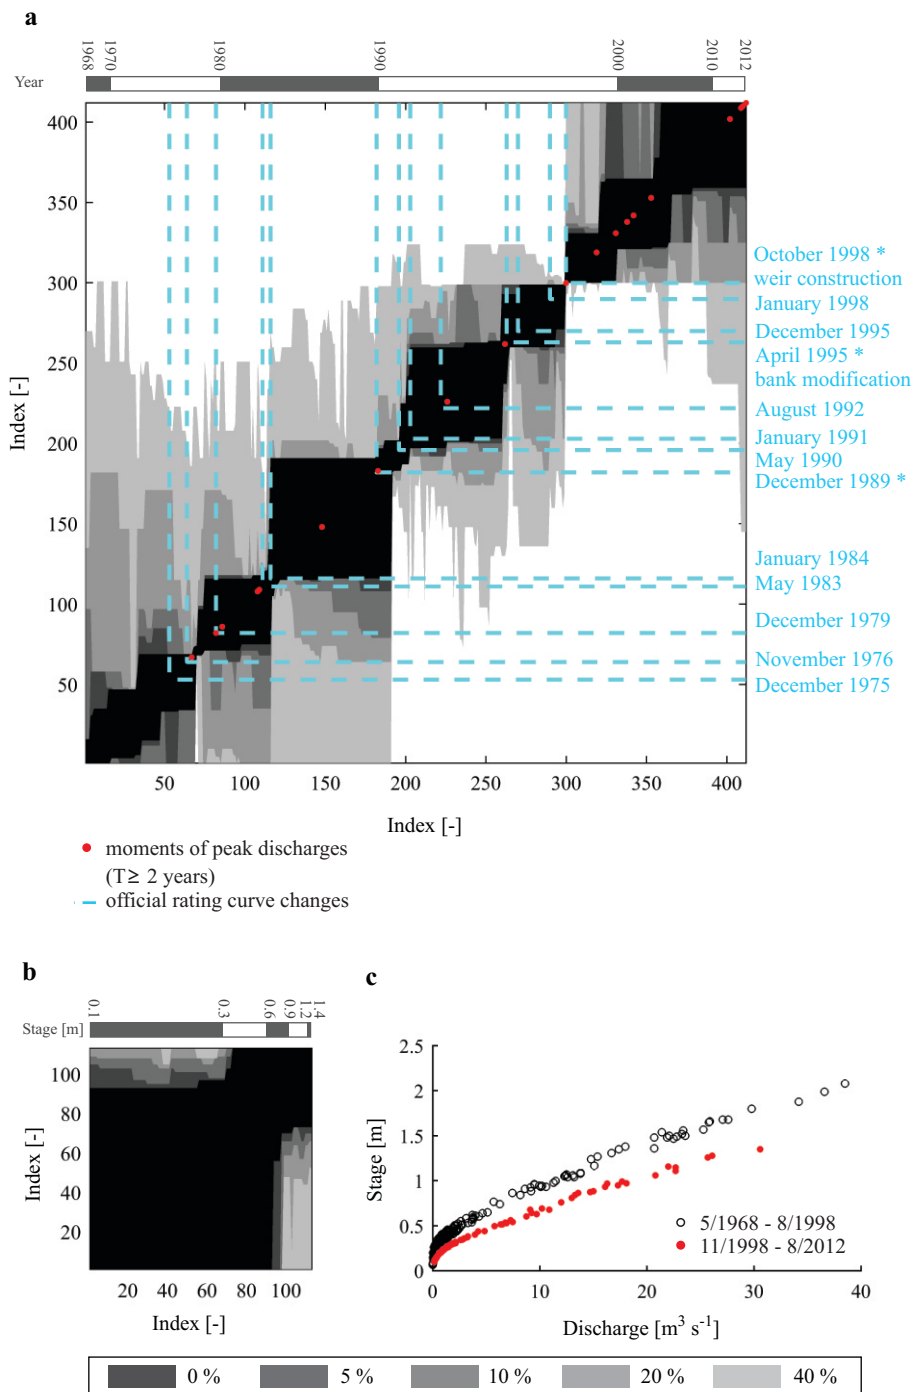 a
Year
1968
1970
1980
1990
2000
2010
2012
Index [-]
400
350
300
250
200
150
100
50
50 100 150 200 250 300 350 400
Index [-]
October 1998 *
weir construction
January 1998
December 1995
April 1995 *
bank modification
August 1992
January 1991
May 1990
December 1989 *
January 1984
May 1983
December 1979
November 1976
December 1975
moments of peak discharges
(T≥ 2 years)
official rating curve changes
b
Stage [m]
0.1
0.3
0.6
0.9
1.2
1.4
Index [-]
100
80
60
40
20
20 40 60 80 100
Index [-]
c
Stage [m]
2.5
2
1.5
1
0.5
0
0 10 20 30 40
Discharge [m³ s⁻¹]
5/1968 - 8/1998
11/1998 - 8/2012
0 % 5 % 10 % 20 % 40 %